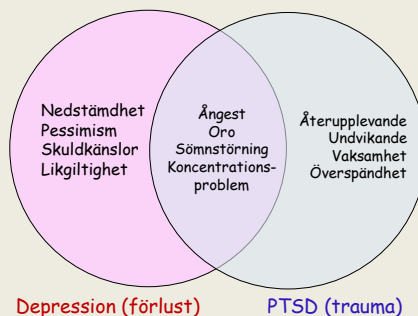 Nedstämdhet
Pessimism
Skuldkänslor
Likgiltighet
Ångest
Oro
Sömnstörning
Koncentrations-
problem
Återupplevande
Undvikande
Vaksamhet
Överspändhet
Depression (förlust)
PTSD (trauma)